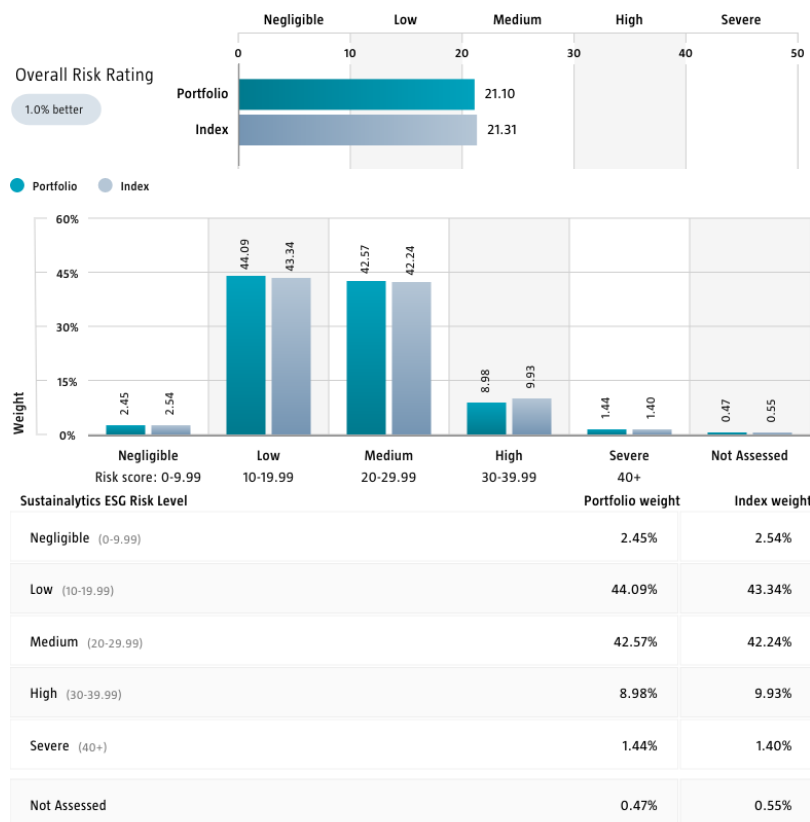 Negligible Low Medium High Severe
0 10 20 30 40 50
Overall Risk Rating
1.0% better
Portfolio 21.10
Index 21.31
Portfolio Index
60%
45%
30%
15%
0%
Weight
2.45 2.54 44.09 43.34 42.57 42.24 8.98 9.93 1.44 1.40 0.47 0.55
Negligible Low Medium High Severe Not Assessed
Risk score: 0-9.99 10-19.99 20-29.99 30-39.99 40+
Sustainalytics ESG Risk Level Portfolio weight Index weight
Negligible (0-9.99) 2.45% 2.54%
Low (10-19.99) 44.09% 43.34%
Medium (20-29.99) 42.57% 42.24%
High (30-39.99) 8.98% 9.93%
Severe (40+) 1.44% 1.40%
Not Assessed 0.47% 0.55%